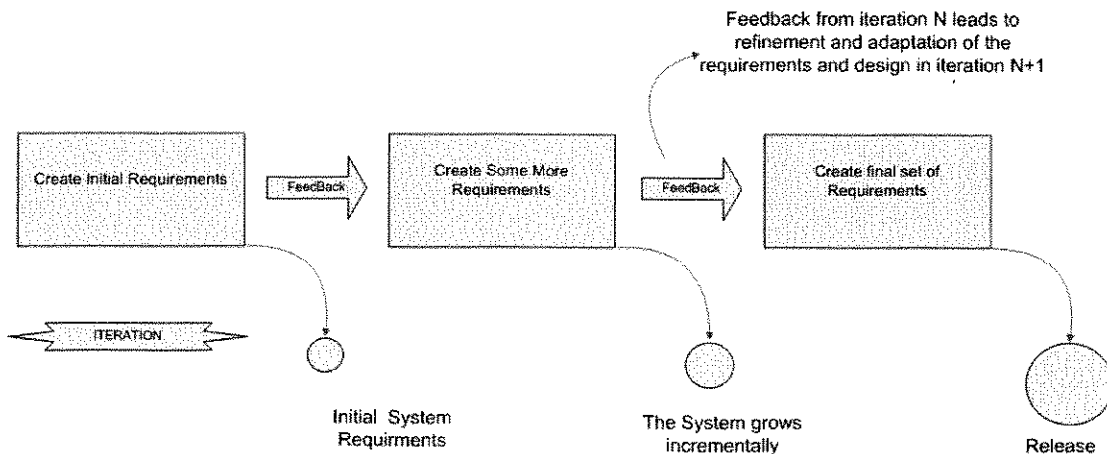 Feedback from iteration N leads to
refinement and adaptation of the
requirements and design in iteration N+1
Create Initial Requirements
FeedBack
Create Some More
Requirements
FeedBack
Create final set of
Requirements
ITERATION
Initial System
Requirments
The System grows
incrementally
Release